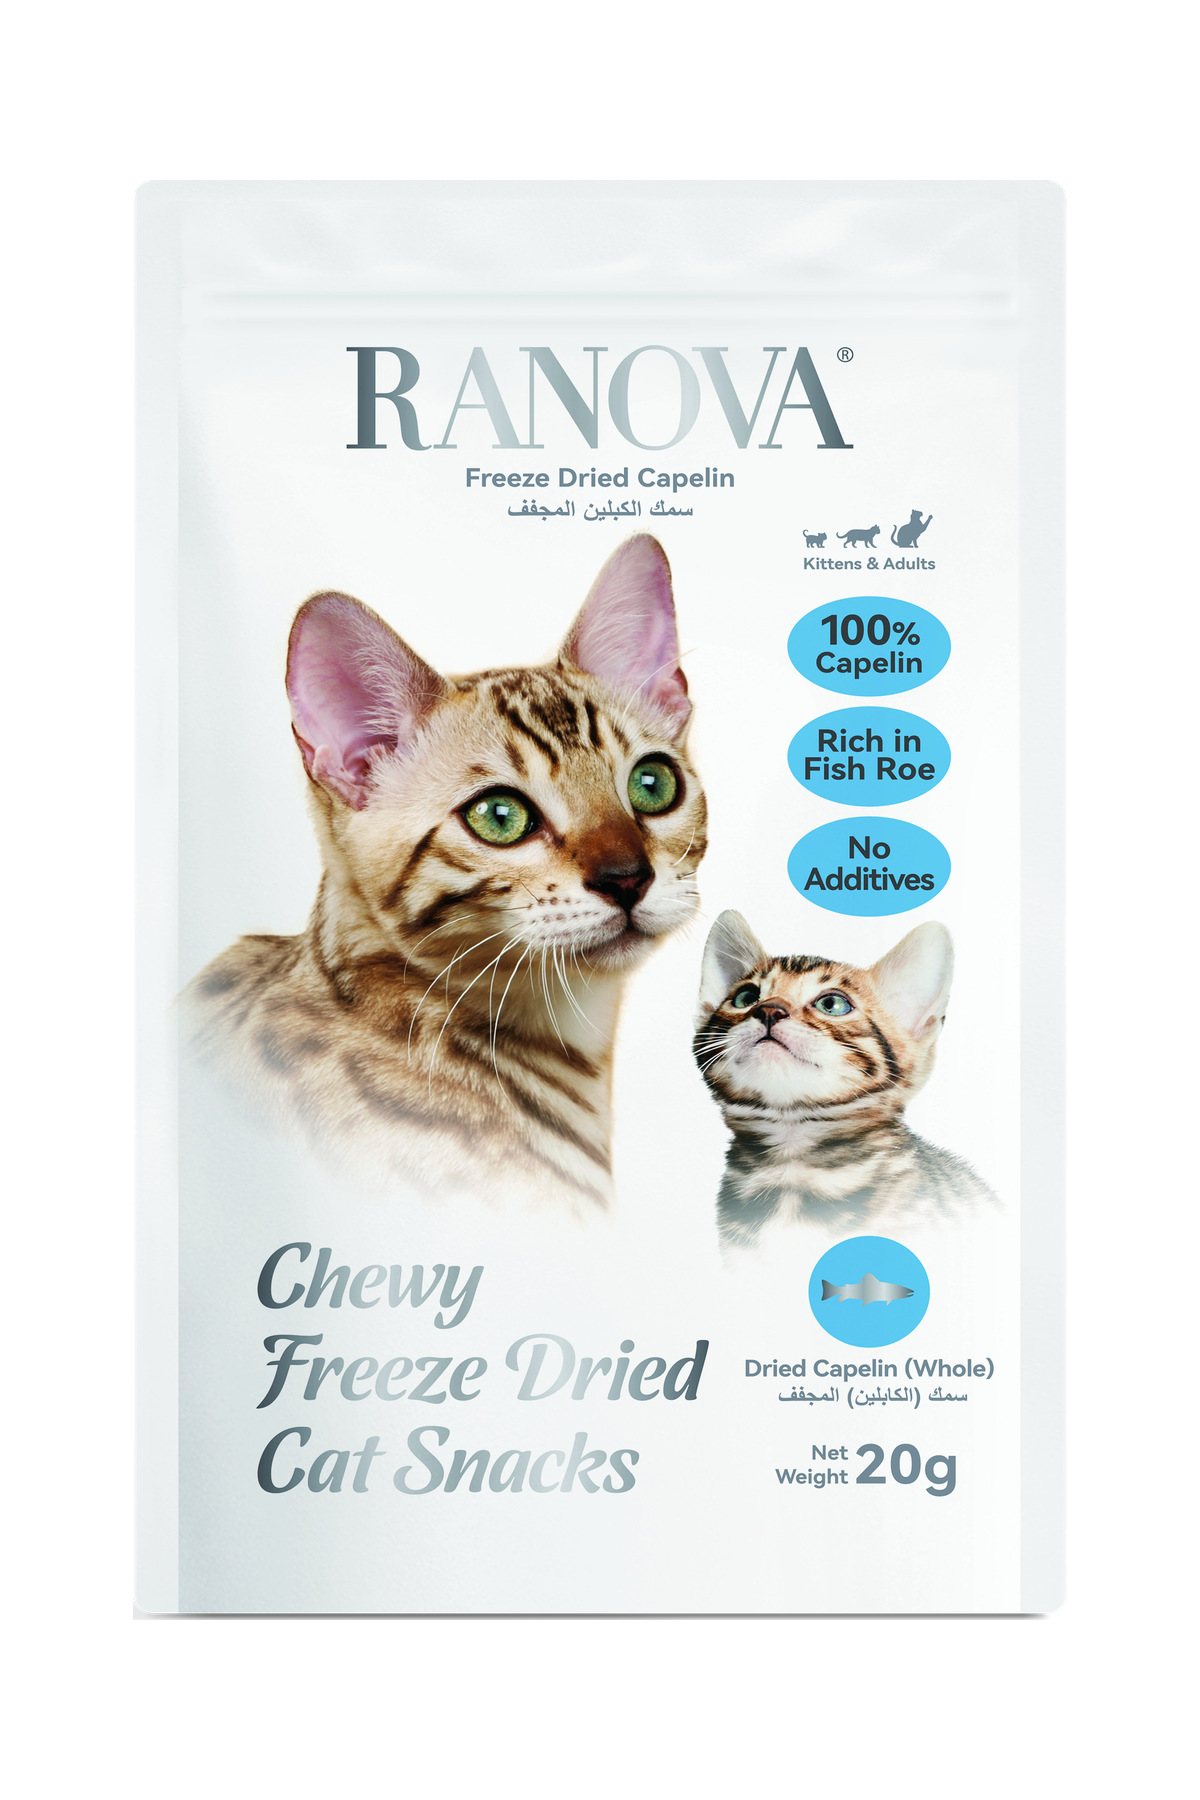 RANOVA®
Freeze Dried Capelin
سمك الكبلين المجفف
Kittens & Adults
100%
Capelin
Rich in
Fish Roe
No
Additives
Chewy
Freeze Dried
Cat Snacks
Dried Capelin (Whole)
سمك (الكابلين) المجفف
Net
Weight 20g